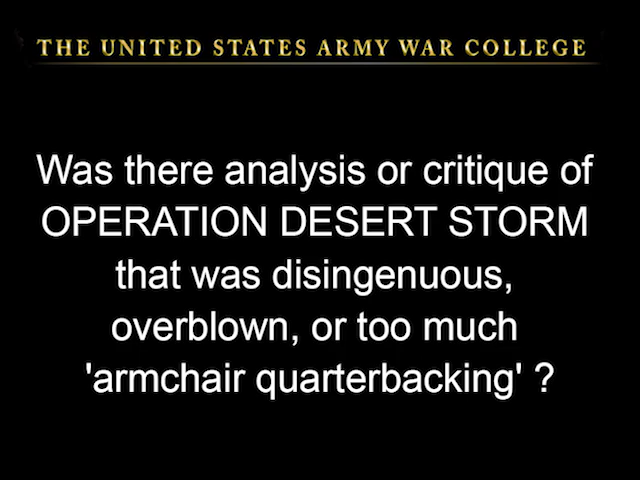 THE UNITED STATES ARMY WAR COLLEGE
Was there analysis or critique of
OPERATION DESERT STORM
that was disingenuous,
overblown, or too much
'armchair quarterbacking' ?